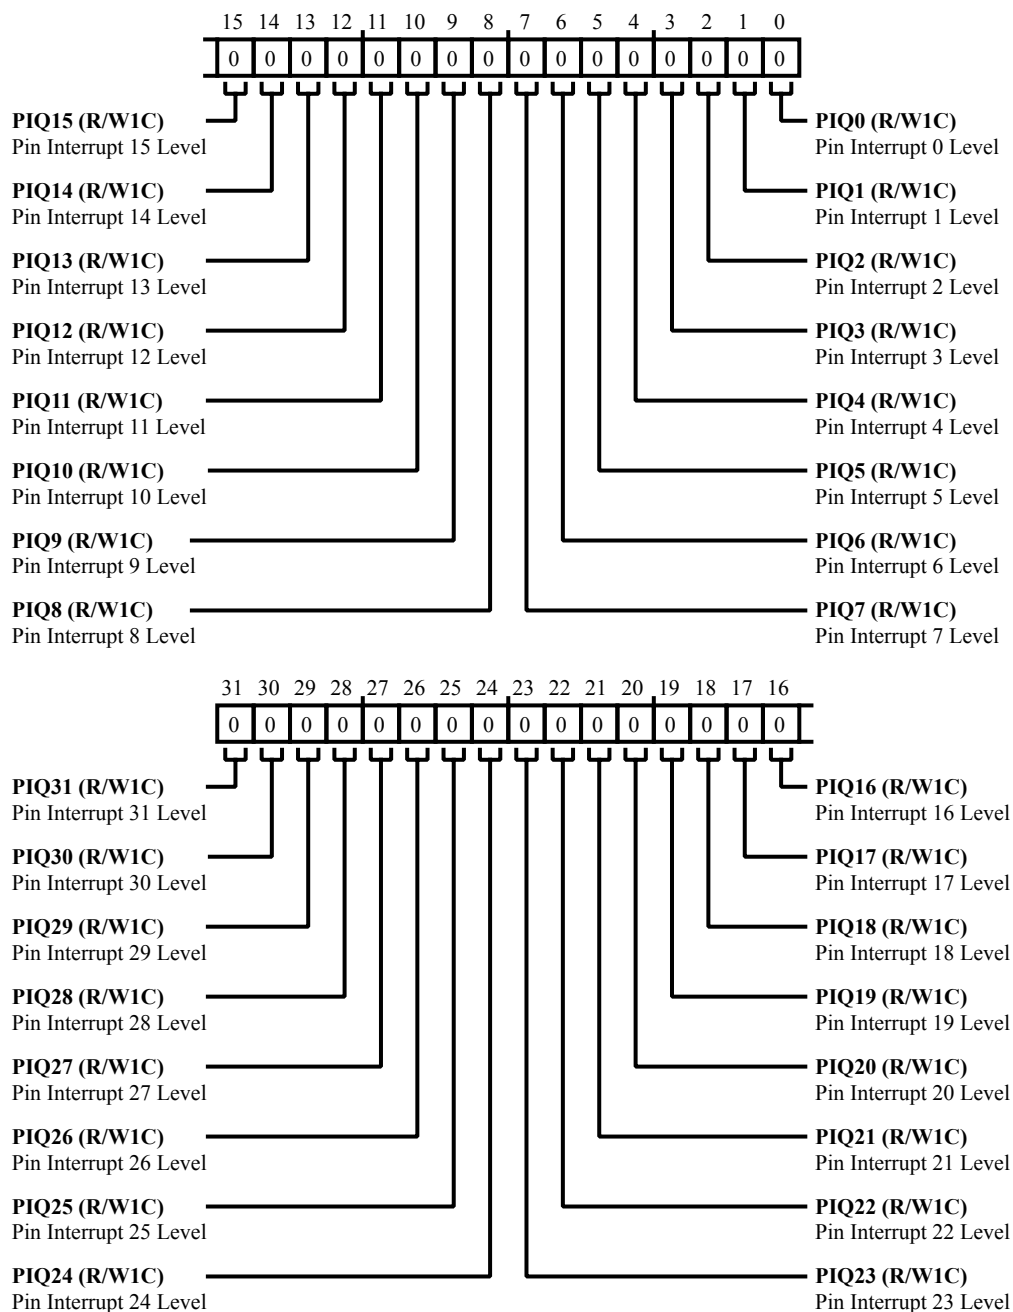 15 14 13 12 11 10 9 8 7 6 5 4 3 2 1 0
0 0 0 0 0 0 0 0 0 0 0 0 0 0 0 0
PIQ15 (R/W1C)
Pin Interrupt 15 Level
PIQ14 (R/W1C)
Pin Interrupt 14 Level
PIQ13 (R/W1C)
Pin Interrupt 13 Level
PIQ12 (R/W1C)
Pin Interrupt 12 Level
PIQ11 (R/W1C)
Pin Interrupt 11 Level
PIQ10 (R/W1C)
Pin Interrupt 10 Level
PIQ9 (R/W1C)
Pin Interrupt 9 Level
PIQ8 (R/W1C)
Pin Interrupt 8 Level
PIQ0 (R/W1C)
Pin Interrupt 0 Level
PIQ1 (R/W1C)
Pin Interrupt 1 Level
PIQ2 (R/W1C)
Pin Interrupt 2 Level
PIQ3 (R/W1C)
Pin Interrupt 3 Level
PIQ4 (R/W1C)
Pin Interrupt 4 Level
PIQ5 (R/W1C)
Pin Interrupt 5 Level
PIQ6 (R/W1C)
Pin Interrupt 6 Level
PIQ7 (R/W1C)
Pin Interrupt 7 Level
31 30 29 28 27 26 25 24 23 22 21 20 19 18 17 16
0 0 0 0 0 0 0 0 0 0 0 0 0 0 0 0
PIQ31 (R/W1C)
Pin Interrupt 31 Level
PIQ30 (R/W1C)
Pin Interrupt 30 Level
PIQ29 (R/W1C)
Pin Interrupt 29 Level
PIQ28 (R/W1C)
Pin Interrupt 28 Level
PIQ27 (R/W1C)
Pin Interrupt 27 Level
PIQ26 (R/W1C)
Pin Interrupt 26 Level
PIQ25 (R/W1C)
Pin Interrupt 25 Level
PIQ24 (R/W1C)
Pin Interrupt 24 Level
PIQ16 (R/W1C)
Pin Interrupt 16 Level
PIQ17 (R/W1C)
Pin Interrupt 17 Level
PIQ18 (R/W1C)
Pin Interrupt 18 Level
PIQ19 (R/W1C)
Pin Interrupt 19 Level
PIQ20 (R/W1C)
Pin Interrupt 20 Level
PIQ21 (R/W1C)
Pin Interrupt 21 Level
PIQ22 (R/W1C)
Pin Interrupt 22 Level
PIQ23 (R/W1C)
Pin Interrupt 23 Level